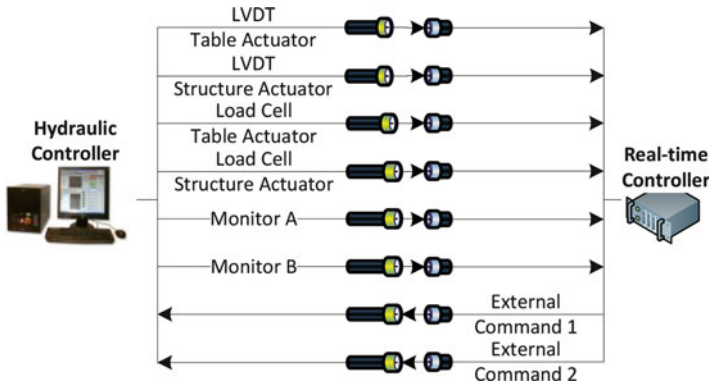 LVDT
Table Actuator
LVDT
Structure Actuator
Load Cell
Table Actuator
Load Cell
Structure Actuator
Hydraulic
Controller
Real-time
Controller
Monitor A
Monitor B
External
Command 1
External
Command 2